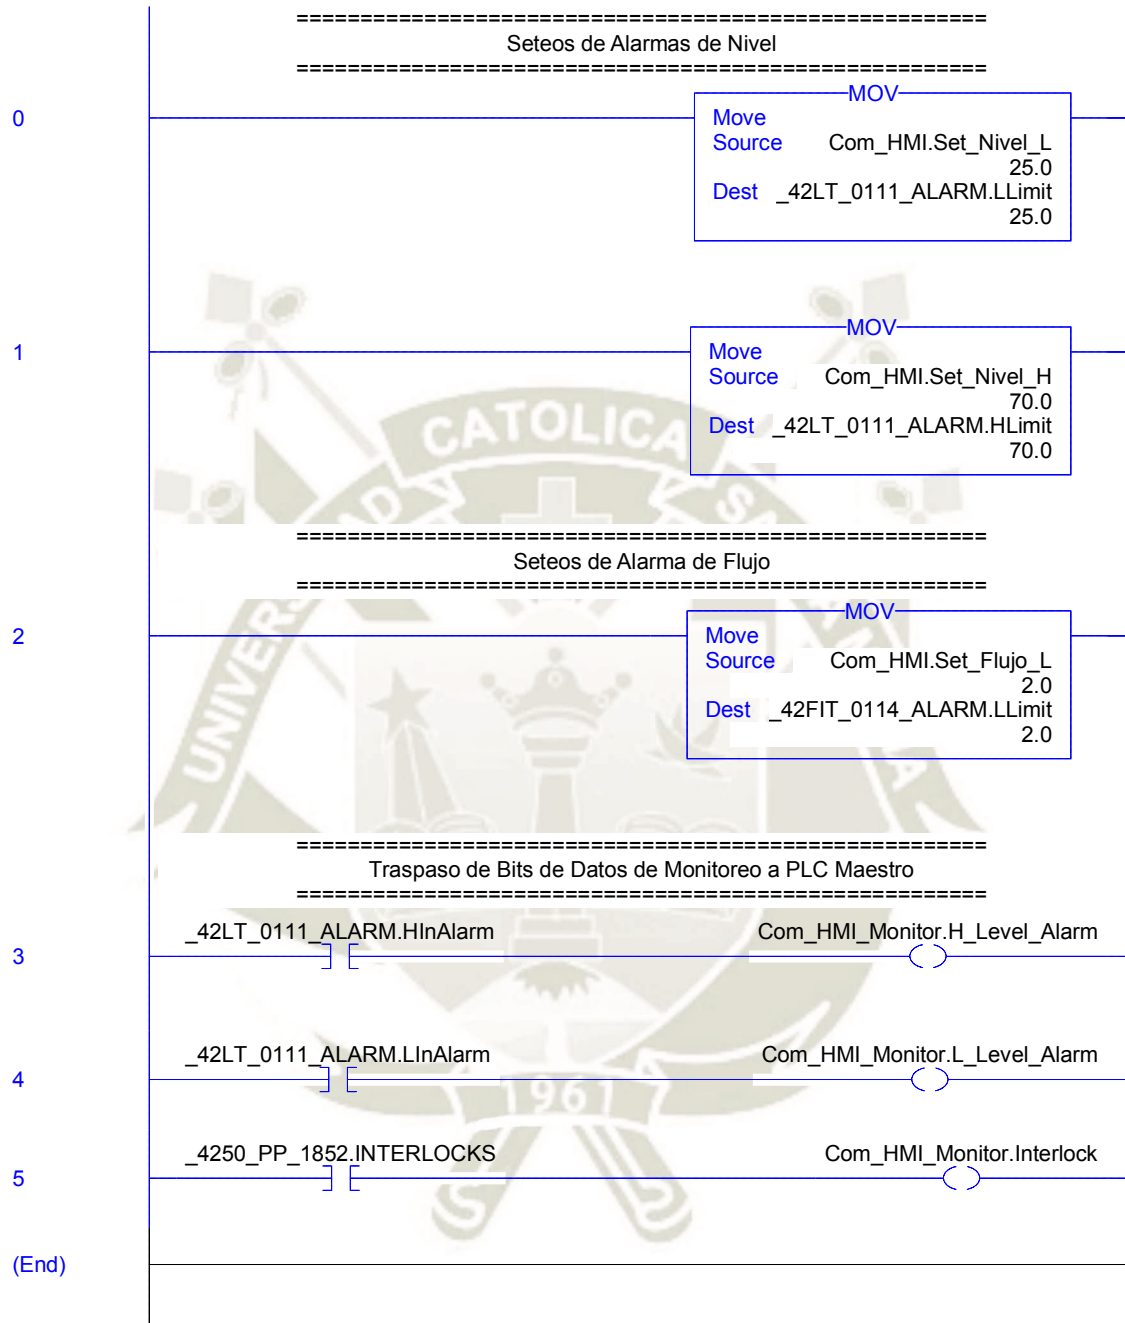 ======================================================
Seteos de Alarmas de Nivel
======================================================
0
MOV
Move
Source Com_HMI.Set_Nivel_L
25.0
Dest _42LT_0111_ALARM.LLimit
25.0
1
MOV
Move
Source Com_HMI.Set_Nivel_H
70.0
Dest _42LT_0111_ALARM.HLimit
70.0
======================================================
Seteos de Alarma de Flujo
======================================================
2
MOV
Move
Source Com_HMI.Set_Flujo_L
2.0
Dest _42FIT_0114_ALARM.LLimit
2.0
======================================================
Traspaso de Bits de Datos de Monitoreo a PLC Maestro
======================================================
_42LT_0111_ALARM.HInAlarm Com_HMI_Monitor.H_Level_Alarm
3
_42LT_0111_ALARM.LInAlarm Com_HMI_Monitor.L_Level_Alarm
4
_4250_PP_1852.INTERLOCKS Com_HMI_Monitor.Interlock
5
(End)
CATOLICA
961